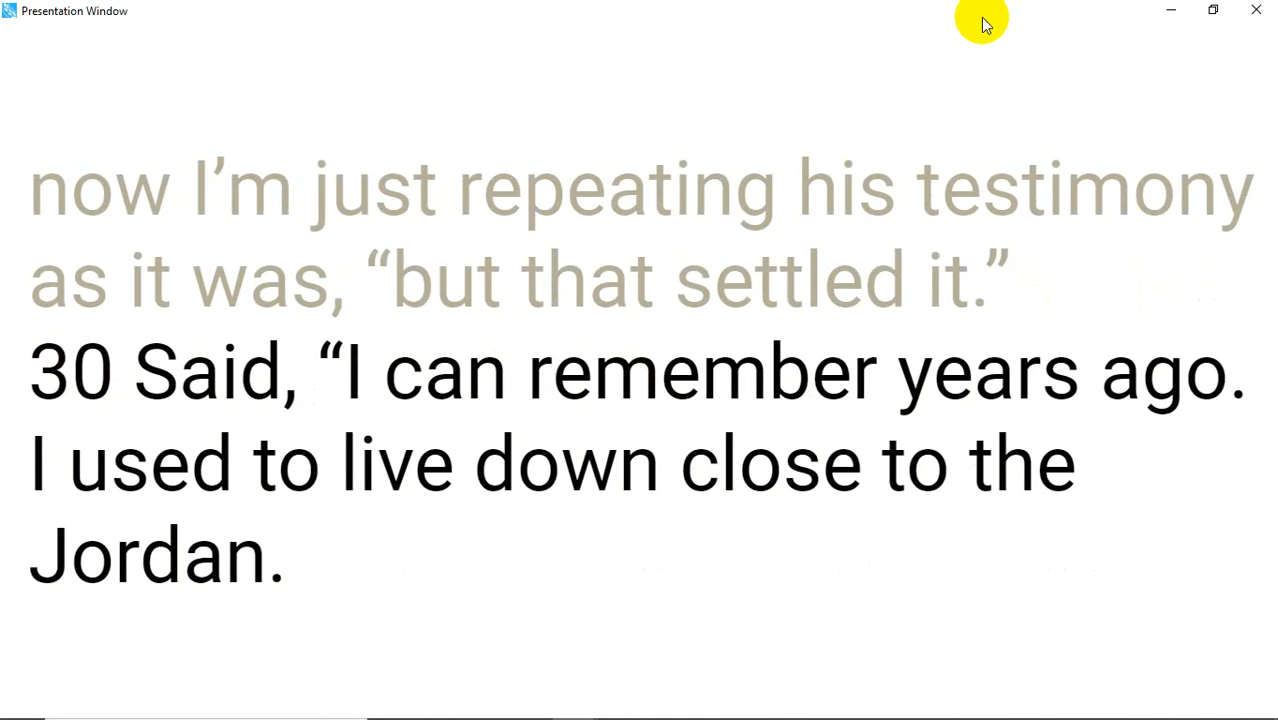 Presentation Window
now I’m just repeating his testimony
as it was, “but that settled it.”
30 Said, “I can remember years ago.
I used to live down close to the
Jordan.